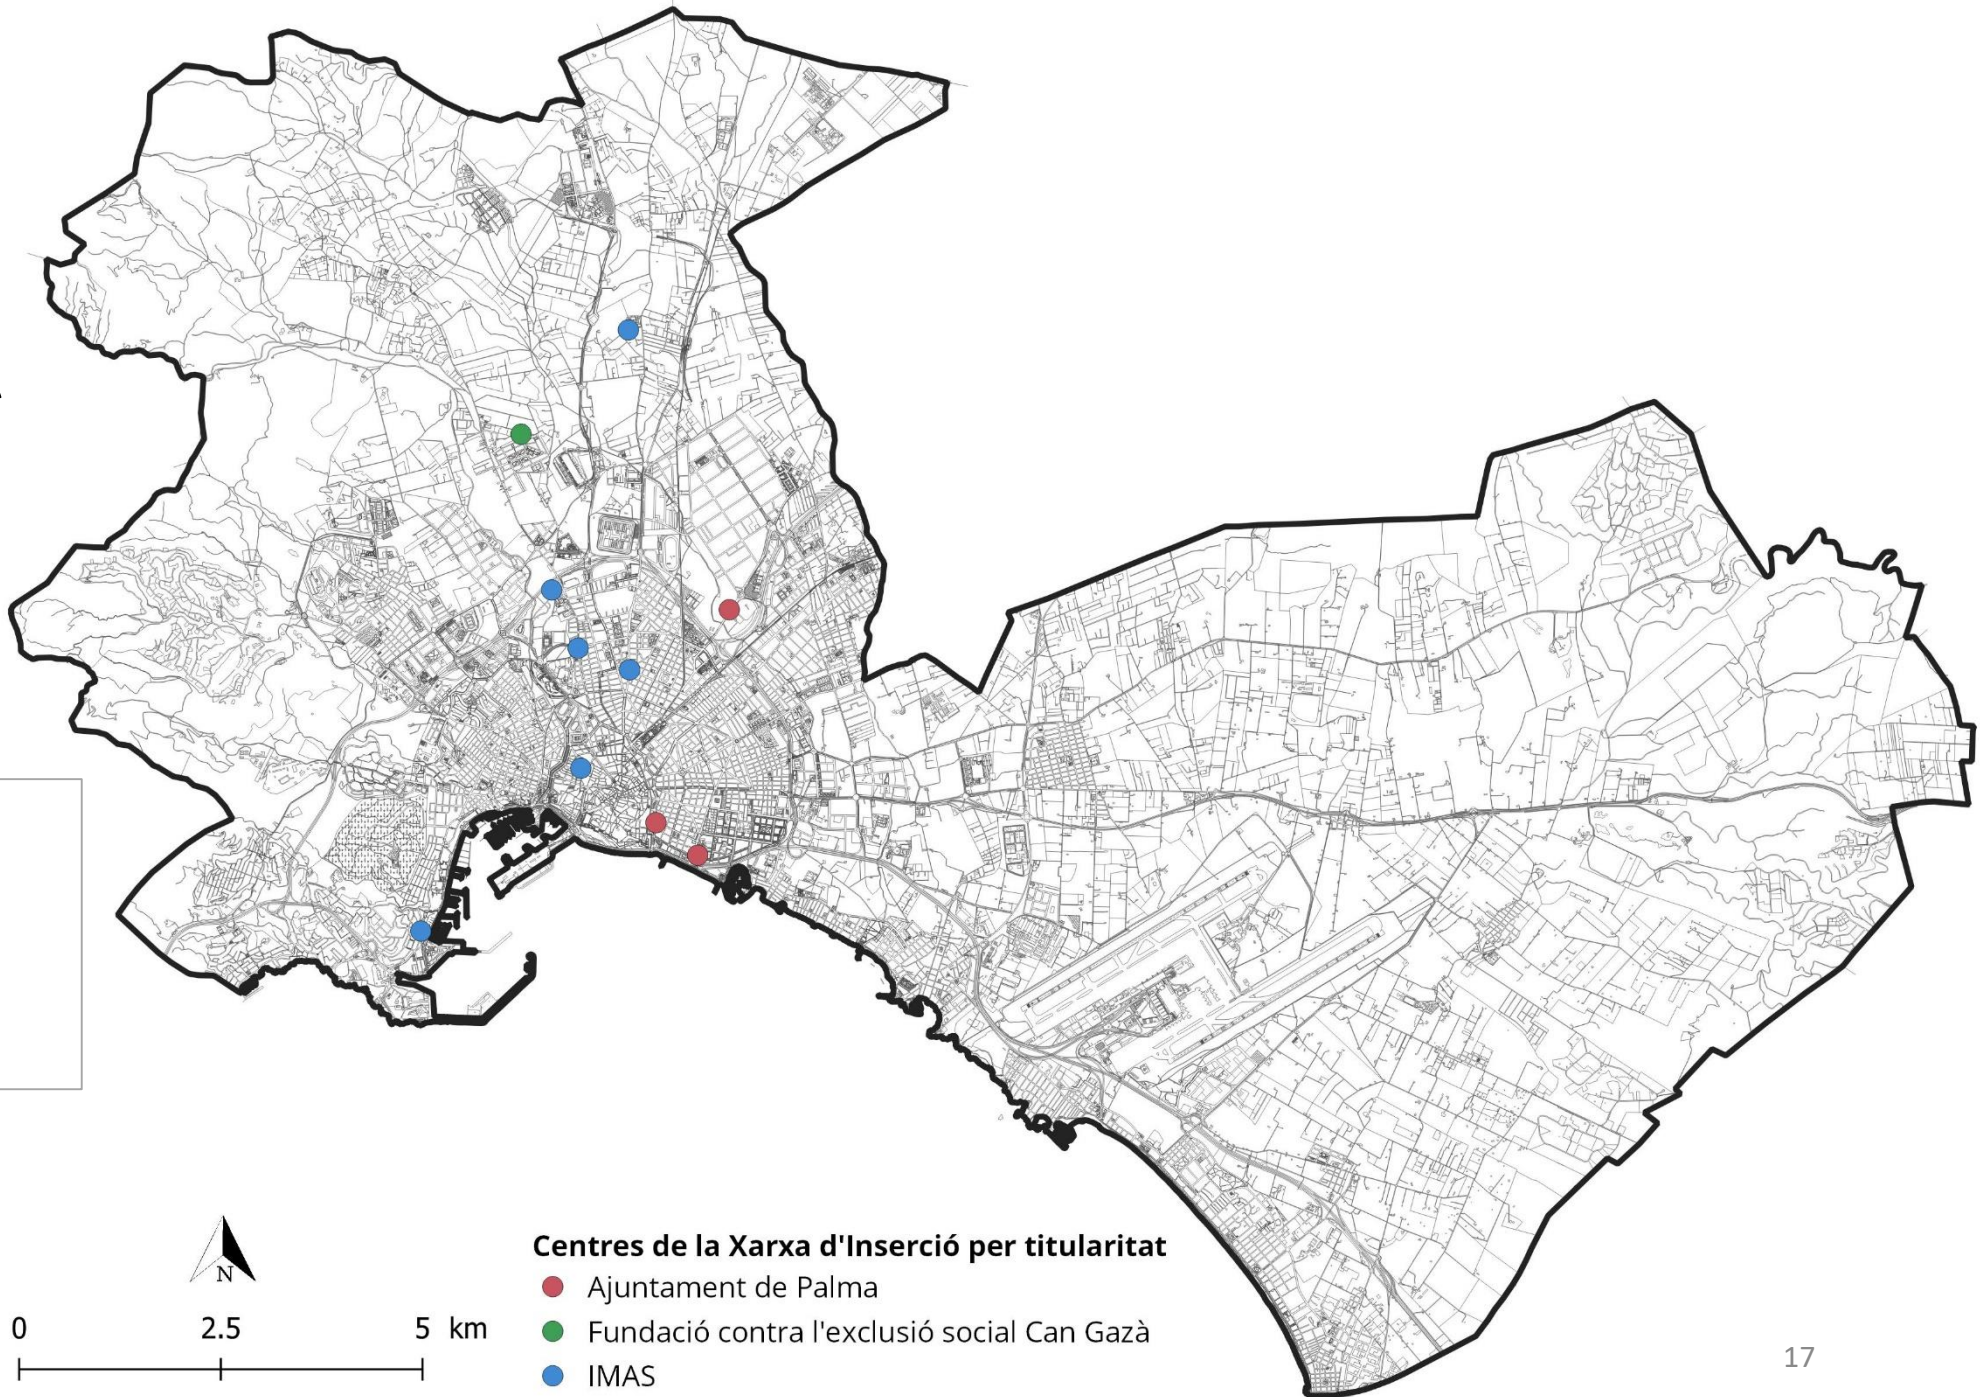 N
0 2.5 5 km
Centres de la Xarxa d'Inserció per titularitat
Ajuntament de Palma
Fundació contra l'exclusió social Can Gazà
IMAS
17